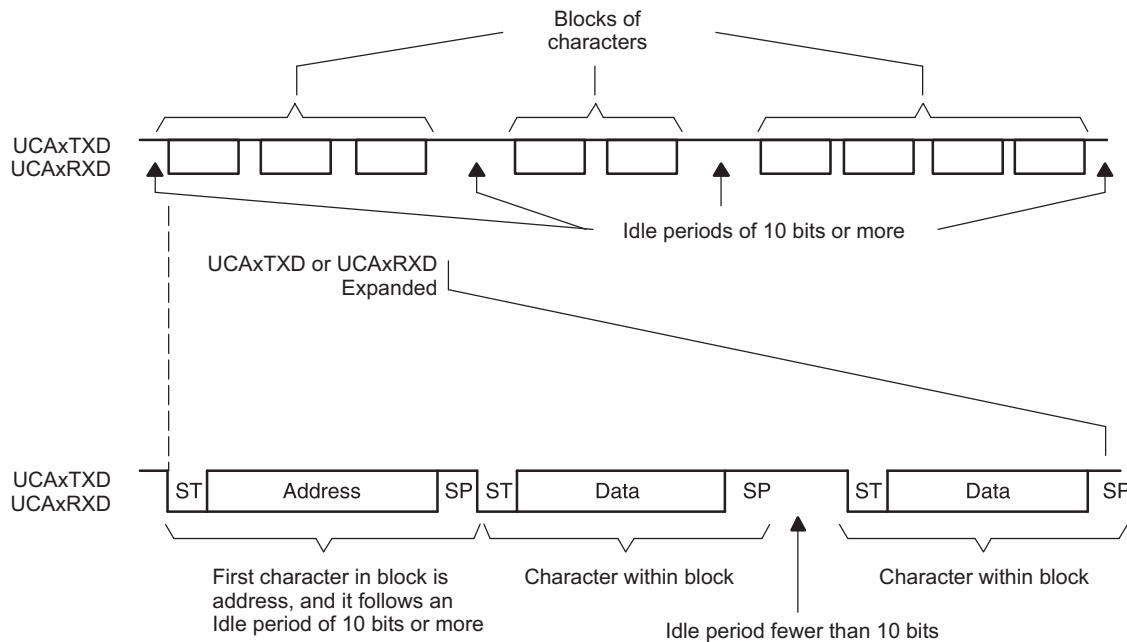 Blocks of
characters
UCAxTXD
UCAxRXD
Idle periods of 10 bits or more
UCAxTXD or UCAxRXD
Expanded
UCAxTXD
UCAxRXD
ST Address SP ST Data SP ST Data SP
First character in block is
address, and it follows an
Idle period of 10 bits or more
Character within block
Character within block
Idle period fewer than 10 bits